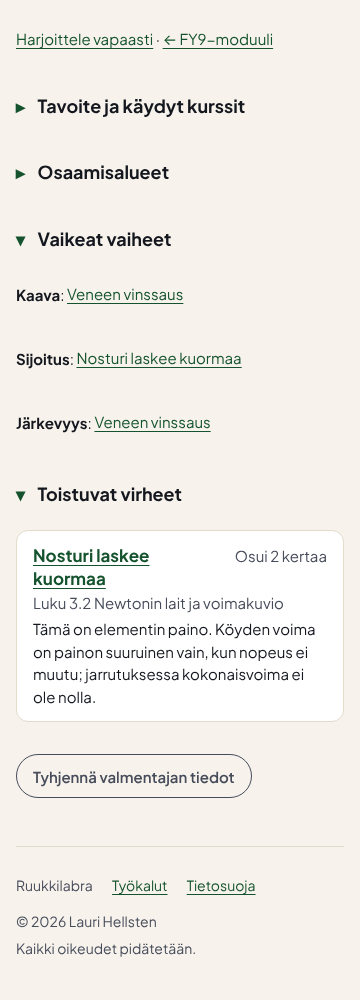 Harjoittele vapaasti · ← FY9-moduuli
▸ Tavoite ja käydyt kurssit
▸ Osaamisalueet
▾ Vaikeat vaiheet
Kaava: Veneen vinssaus
Sijoitus: Nosturi laskee kuormaa
Järkevyys: Veneen vinssaus
▾ Toistuvat virheet
Nosturi laskee Osui 2 kertaa
kuormaa
Luku 3.2 Newtonin lait ja voimakuvio
Tämä on elementin paino. Köyden voima
on painon suuruinen vain, kun nopeus ei
muutu; jarrutuksessa kokonaisvoima ei
ole nolla.
Tyhjennä valmentajan tiedot
Ruukkilabra Työkalut Tietosuoja
© 2026 Lauri Hellsten
Kaikki oikeudet pidätetään.